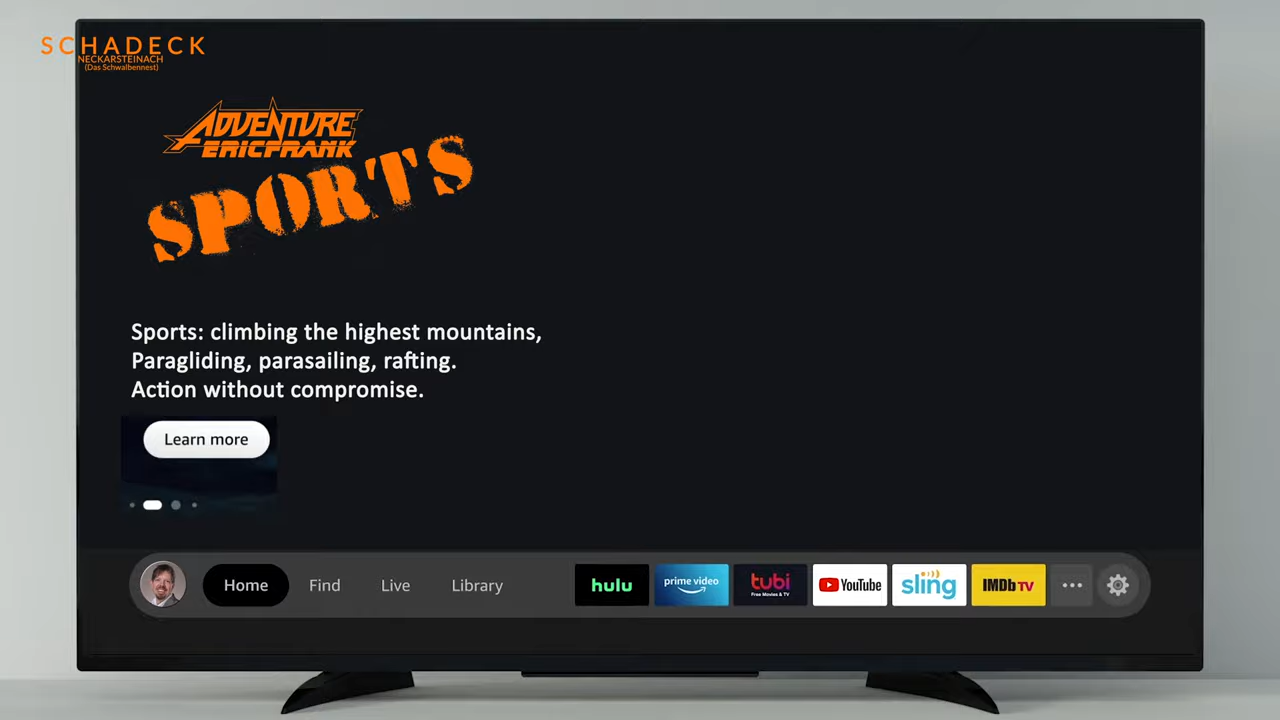 SCHADECK
NECKARSTEINACH
(Das Schwalbennest)
ADVENTURE
ERICFRANK
SPORTS
Sports: climbing the highest mountains,
Paragliding, parasailing, rafting.
Action without compromise.
Learn more
Home Find Live Library hulu prime video tubi Free Movies & TV YouTube sling IMDb TV